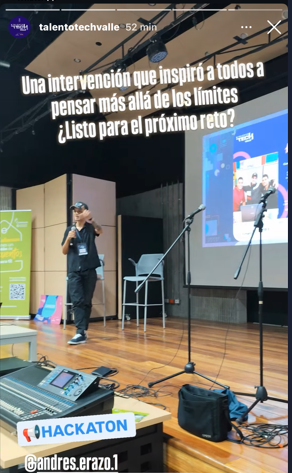 talentotechvalle 52 min
Una intervención que inspiró a todos a
pensar más allá de los límites
¿Listo para el próximo reto?
HACKATON
@andres.erazo.1